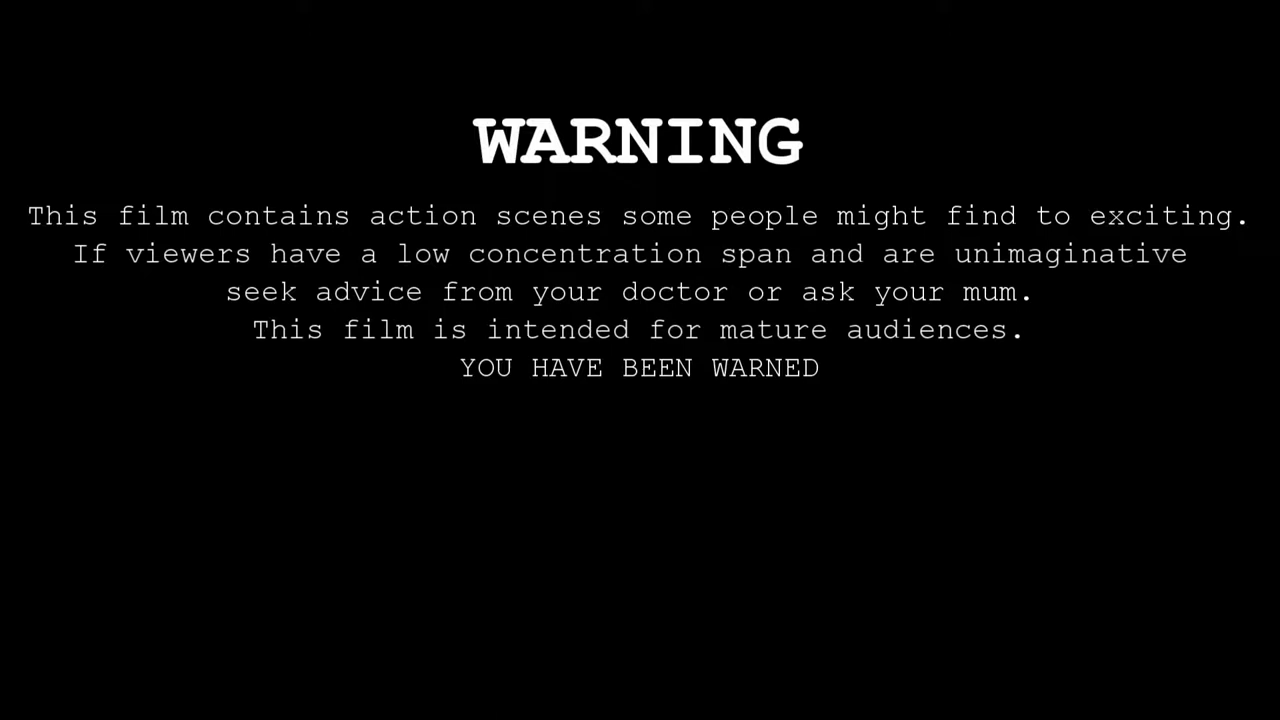 WARNING
This film contains action scenes some people might find to exciting.
If viewers have a low concentration span and are unimaginative
seek advice from your doctor or ask your mum.
This film is intended for mature audiences.
YOU HAVE BEEN WARNED